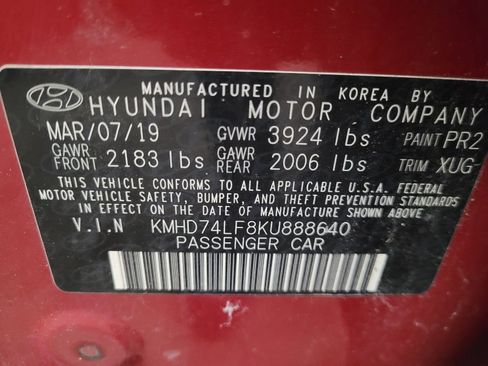 MANUFACTURED IN KOREA BY
HYUNDAI MOTOR COMPANY
MAR/07/19 GVWR 3924 lbs PAINT PR2
GAWR FRONT 2183 lbs GAWR REAR 2006 lbs TRIM XUG
THIS VEHICLE CONFORMS TO ALL APPLICABLE U.S.A. FEDERAL
MOTOR VEHICLE SAFETY, BUMPER, AND THEFT PREVENTION STANDARDS
IN EFFECT ON THE DATE OF MANUFACTURE SHOWN ABOVE
V.I.N KMHD74LF8KU888640
PASSENGER CAR